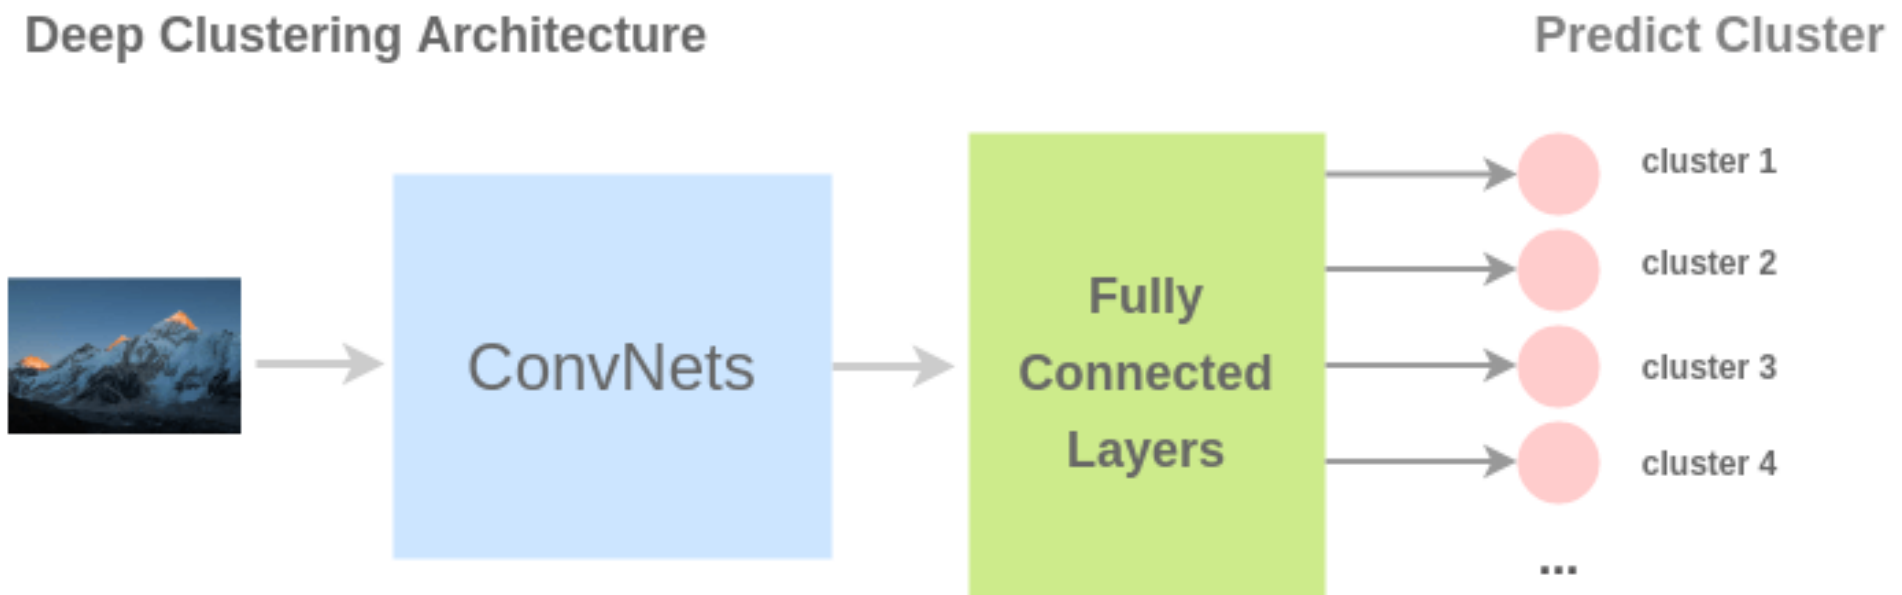 Deep Clustering Architecture
Predict Cluster
ConvNets
Fully
Connected
Layers
cluster 1
cluster 2
cluster 3
cluster 4
...